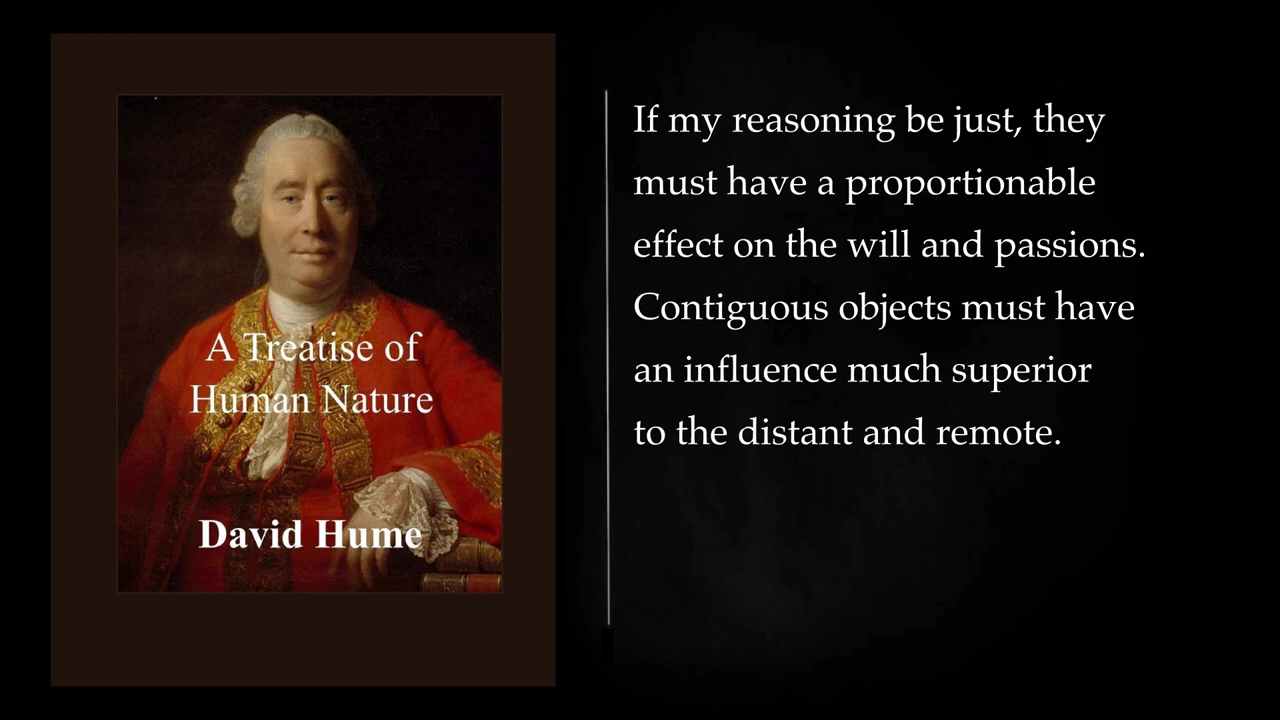 A Treatise of
Human Nature
David Hume
If my reasoning be just, they
must have a proportionable
effect on the will and passions.
Contiguous objects must have
an influence much superior
to the distant and remote.